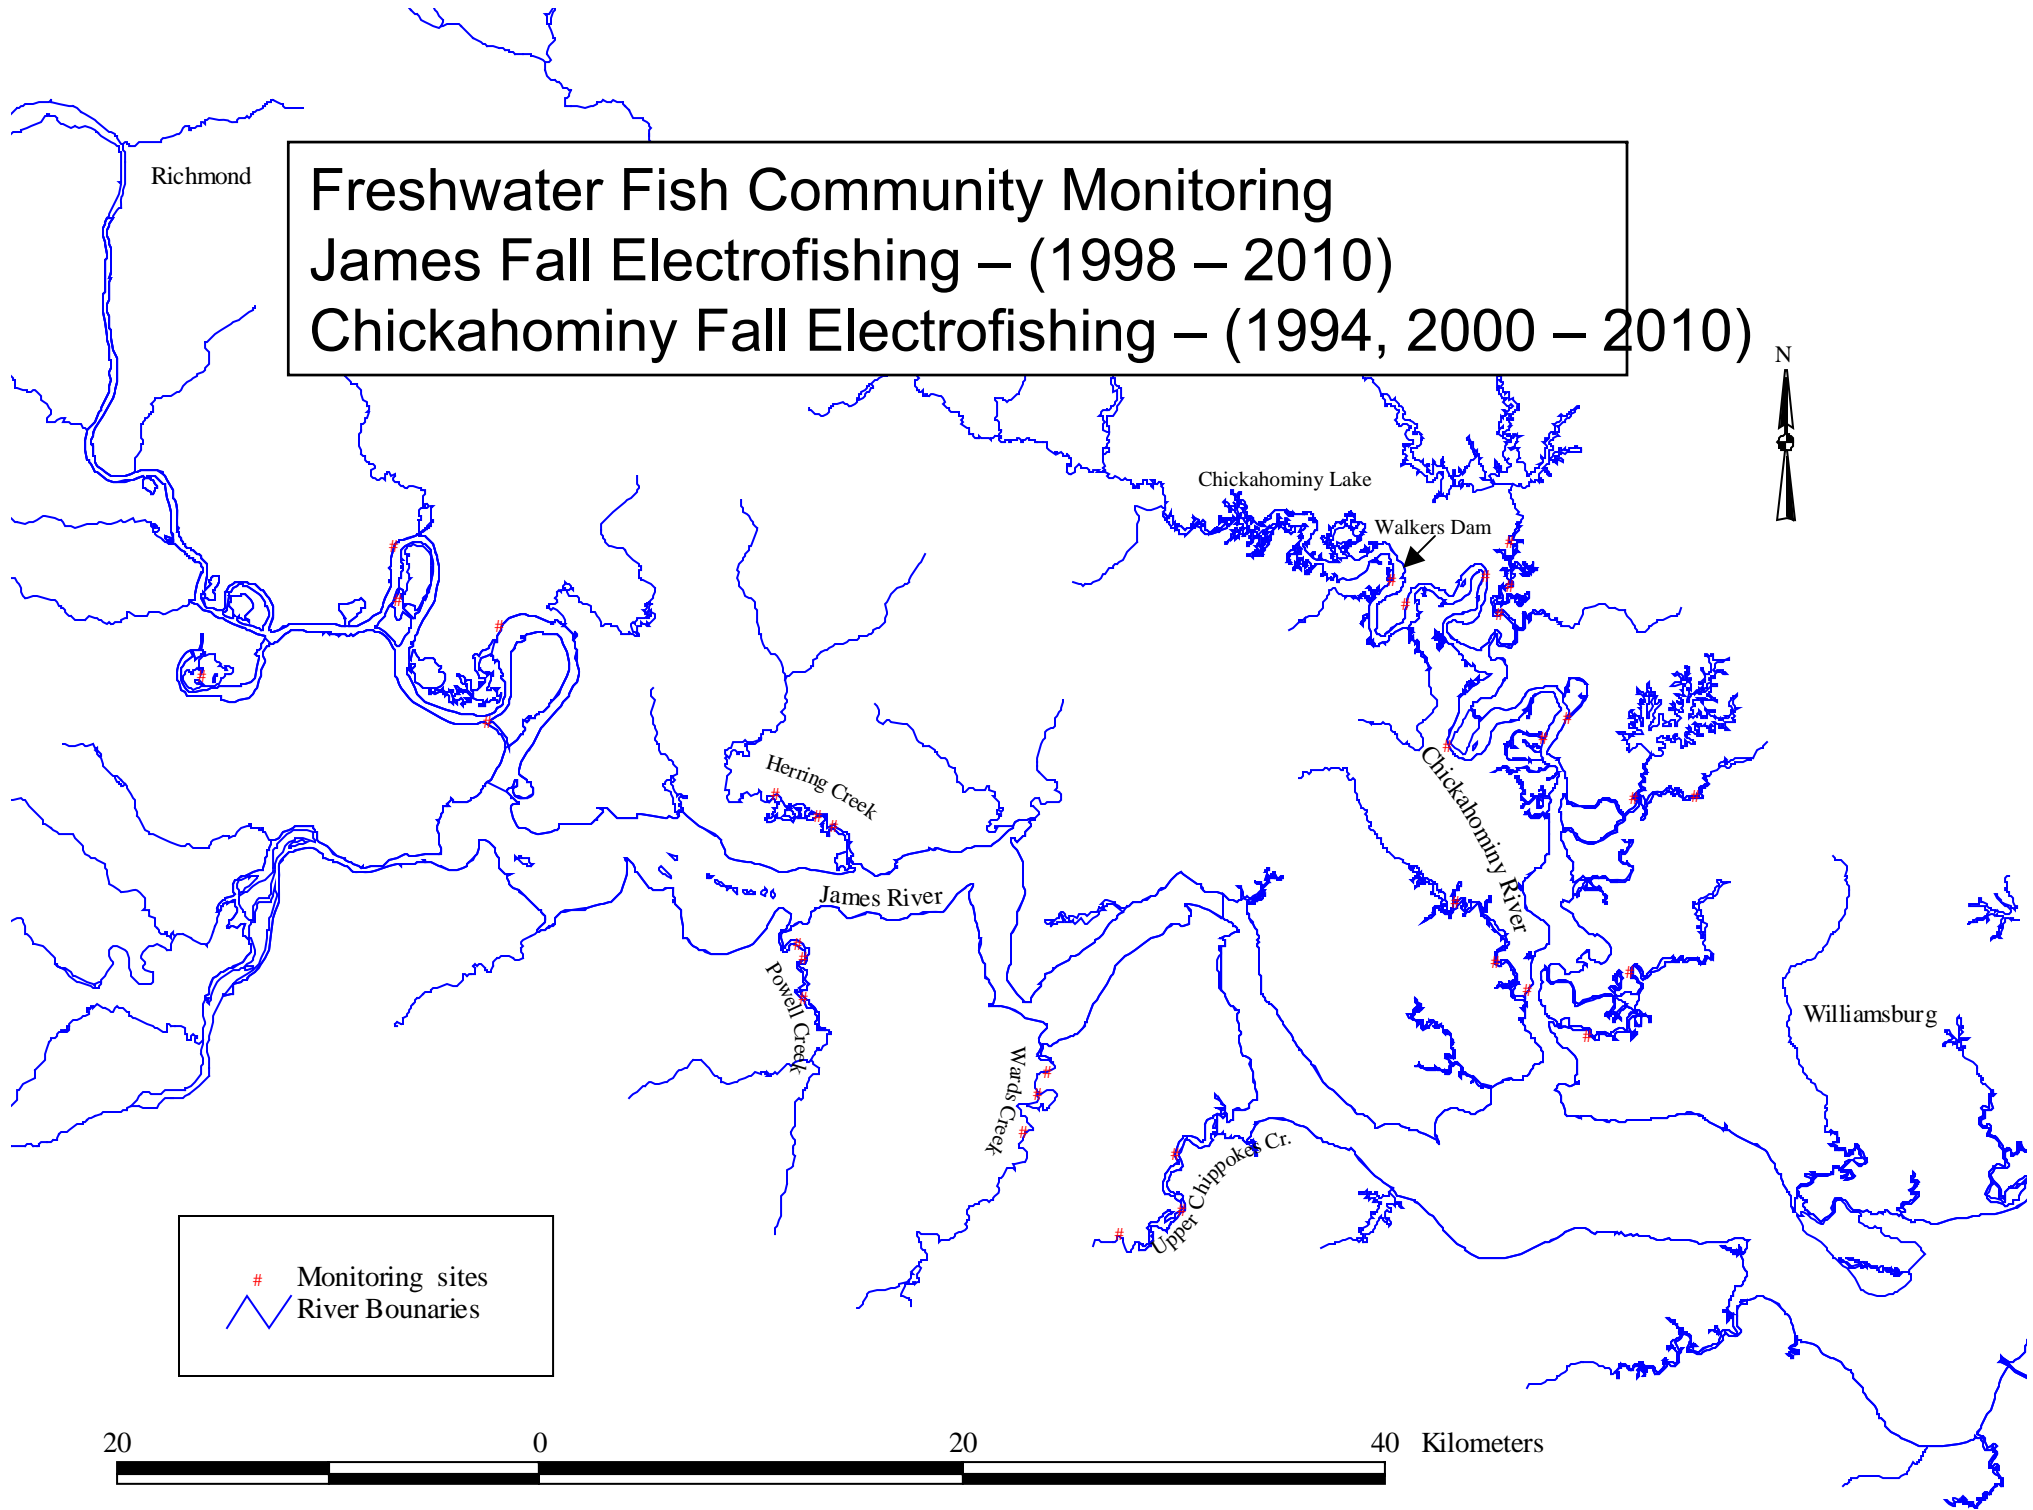 Richmond
Freshwater Fish Community Monitoring
James Fall Electrofishing – (1998 – 2010)
Chickahominy Fall Electrofishing – (1994, 2000 – 2010)
N
Chickahominy Lake
Walkers Dam
Herring Creek
Chickahominy River
James River
Powell Creek
Wards Creek
Williamsburg
Upper Chippokes Cr.
# Monitoring sites
River Bounaries
20 0 20 40 Kilometers